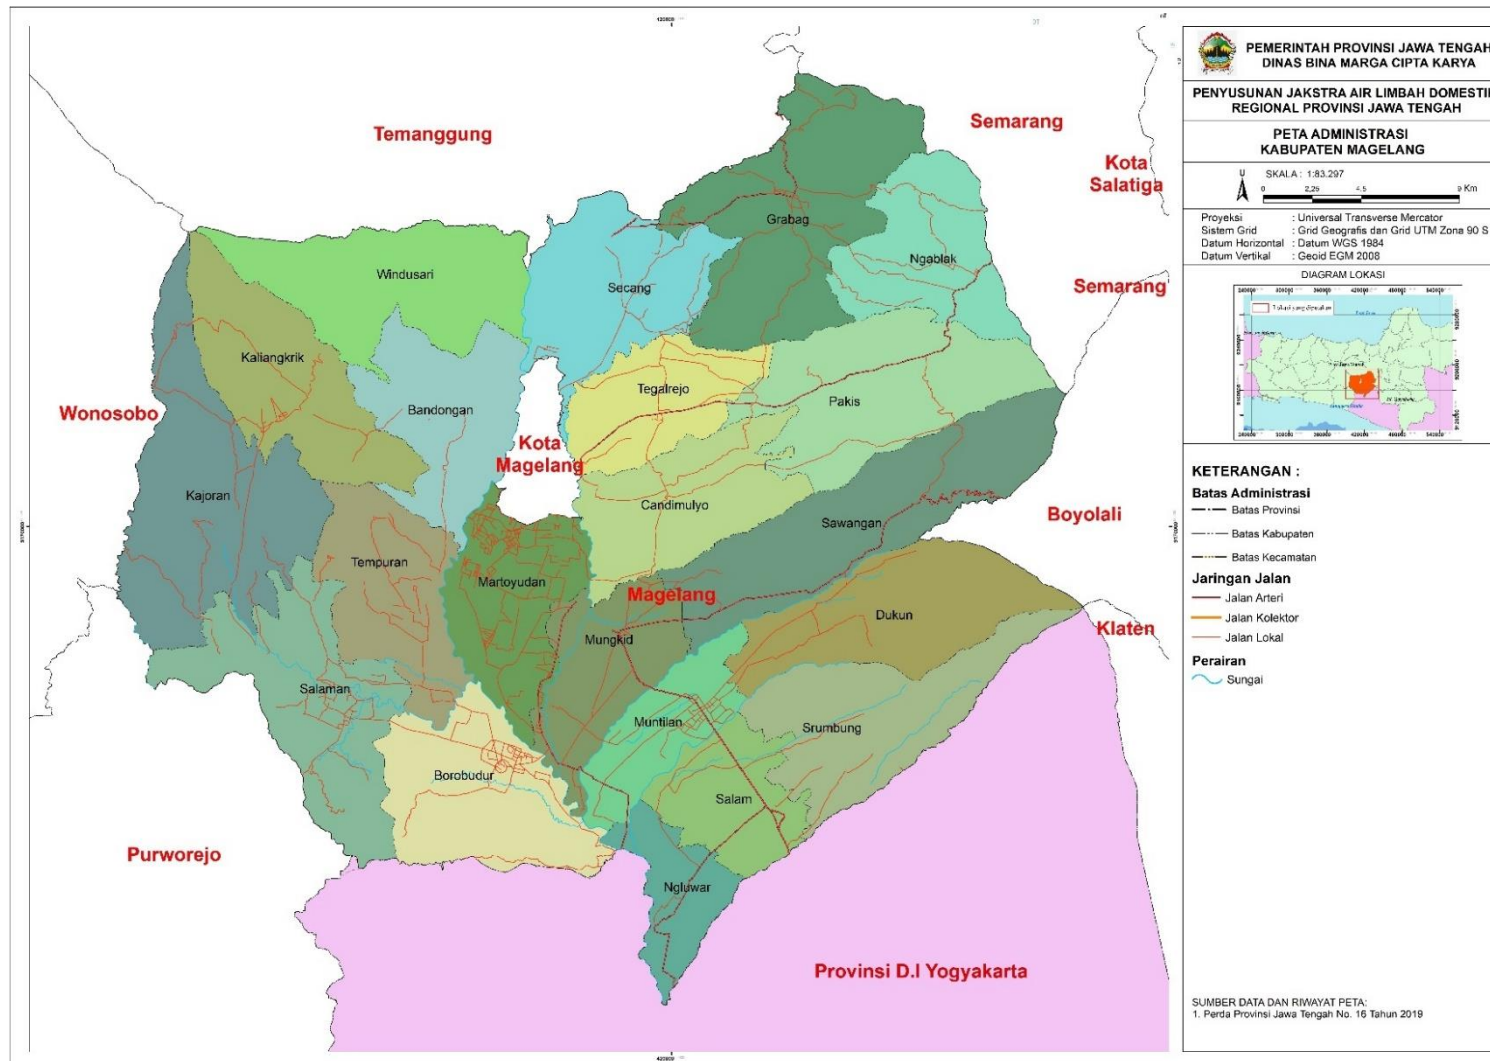 Temanggung
Semarang
Kota
Salatiga
Grabag
Ngablak
Windusari
Secang
Semarang
Kaliangkrik
Tegalrejo
Pakis
Wonosobo
Bandongan
Kota
Magelang
Kajoran
Candimulyo
Sawangan
Boyolali
Tempuran
Martoyudan
Magelang
Dukun
Klaten
Mungkid
Salaman
Muntilan
Srumbung
Borobudur
Salam
Purworejo
Ngluwar
Provinsi D.I Yogyakarta
PEMERINTAH PROVINSI JAWA TENGAH
DINAS BINA MARGA CIPTA KARYA
PENYUSUNAN JAKSTRA AIR LIMBAH DOMESTI
REGIONAL PROVINSI JAWA TENGAH
PETA ADMINISTRASI
KABUPATEN MAGELANG
U
SKALA : 1:83.297
0 2,25 4,5 9 Km
Proyeksi : Universal Transverse Mercator
Sistem Grid : Grid Geografis dan Grid UTM Zona 90 S
Datum Horizontal : Datum WGS 1984
Datum Vertikal : Geoid EGM 2008
DIAGRAM LOKASI
KETERANGAN :
Batas Administrasi
Batas Provinsi
Batas Kabupaten
Batas Kecamatan
Jaringan Jalan
Jalan Arteri
Jalan Kolektor
Jalan Lokal
Perairan
Sungai
SUMBER DATA DAN RIWAYAT PETA:
1. Perda Provinsi Jawa Tengah No. 16 Tahun 2019